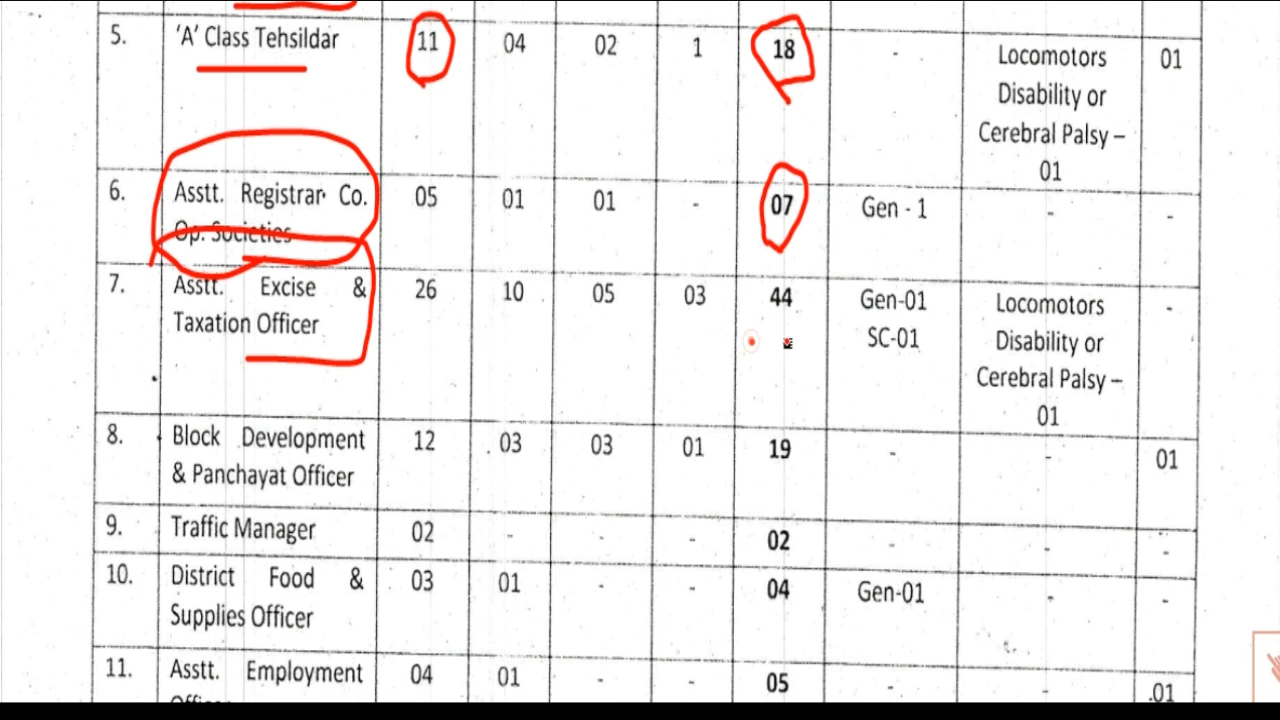 5. ‘A’ Class Tehsildar 11 04 02 1 18 - Locomotors 01
Disability or
Cerebral Palsy –
01
6. Asstt. Registrar Co. 05 01 01 - 07 Gen - 1 - -
Op. Societies
7. Asstt. Excise & 26 10 05 03 44 Gen-01 Locomotors -
Taxation Officer SC-01 Disability or
Cerebral Palsy –
01
8. Block Development 12 03 03 01 19 - - 01
& Panchayat Officer
9. Traffic Manager 02 - - - 02 - - -
10. District Food & 03 01 - - 04 Gen-01 - -
Supplies Officer
11. Asstt. Employment 04 01 - - 05 - - .01